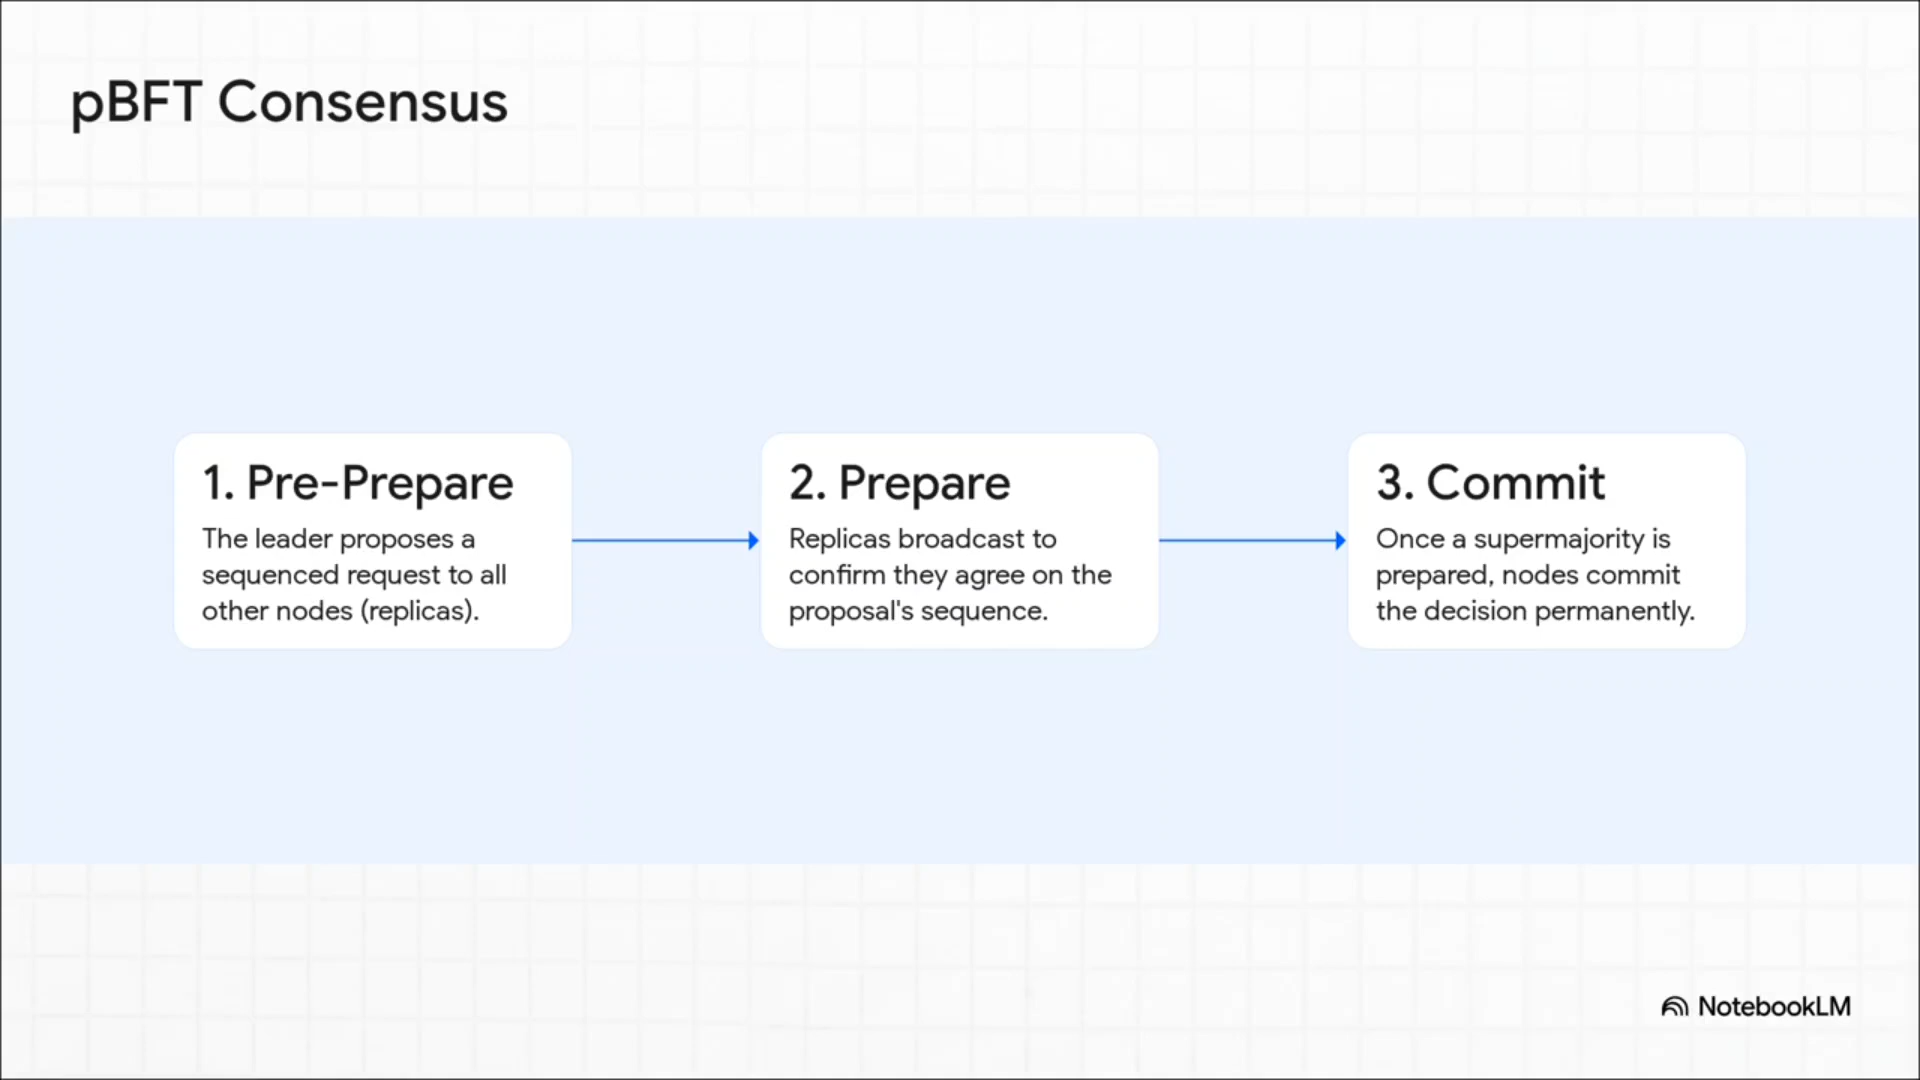 pBFT Consensus
1. Pre-Prepare
The leader proposes a
sequenced request to all
other nodes (replicas).
2. Prepare
Replicas broadcast to
confirm they agree on the
proposal's sequence.
3. Commit
Once a supermajority is
prepared, nodes commit
the decision permanently.
NotebookLM